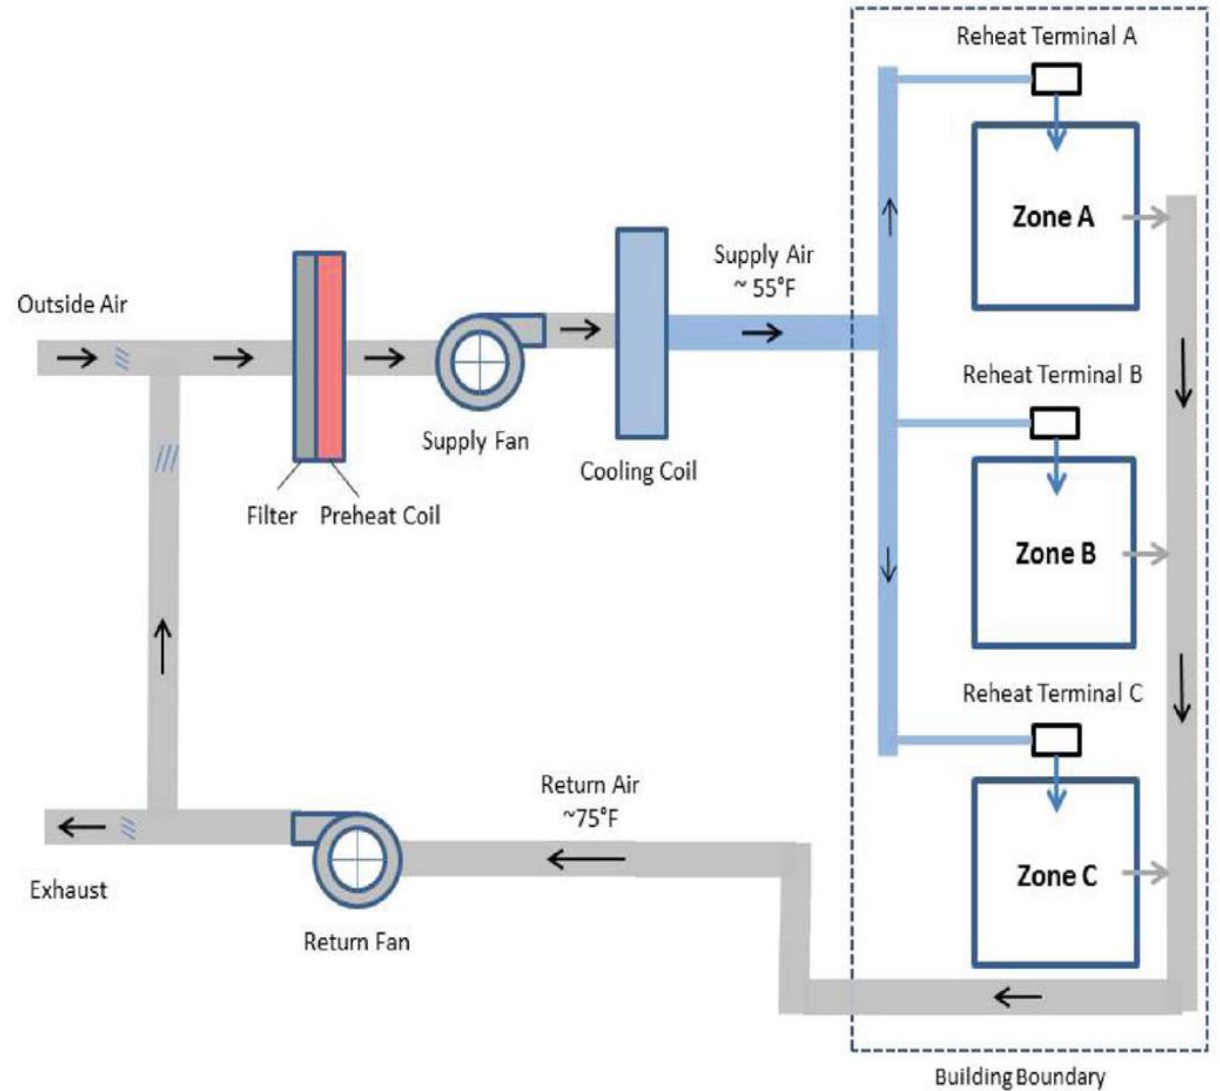 Reheat Terminal A
Zone A
Supply Air
~ 55°F
Outside Air
Reheat Terminal B
Supply Fan
Cooling Coil
Filter
Preheat Coil
Zone B
Reheat Terminal C
Return Air
~75°F
Zone C
Exhaust
Return Fan
Building Boundary